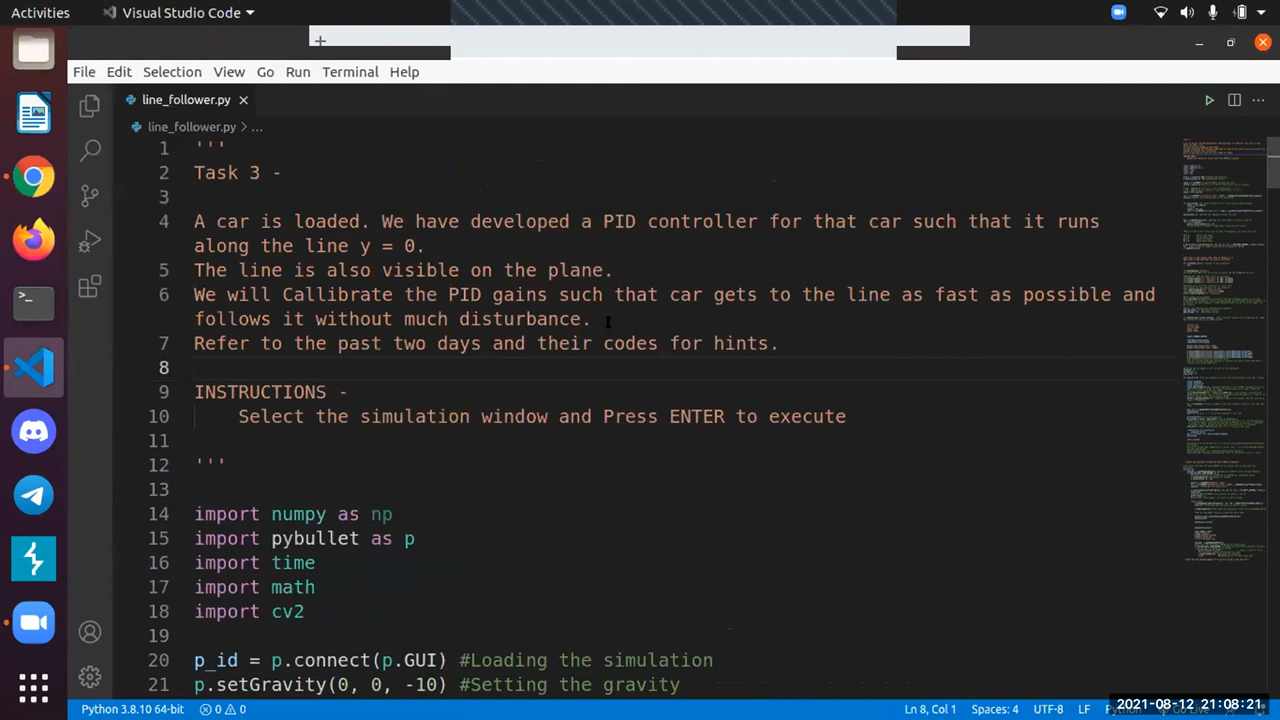 Activities
Visual Studio Code
+
File Edit Selection View Go Run Terminal Help
line_follower.py
line_follower.py > ...
1 '''
2 Task 3 -
3
4 A car is loaded. We have designed a PID controller for that car such that it runs
along the line y = 0.
5 The line is also visible on the plane.
6 We will Callibrate the PID gains such that car gets to the line as fast as possible and
follows it without much disturbance.
7 Refer to the past two days end their codes for hints.
8
9 INSTRUCTIONS -
10 Select the simulation window and Press ENTER to execute
11
12 '''
13
14 import numpy as np
15 import pybullet as p
16 import time
17 import math
18 import cv2
19
20 p_id = p.connect(p.GUI) #Loading the simulation
21 p.setGravity(0, 0, -10) #Setting the gravity
2021-08-12 21:08:21
Python 3.8.10 64-bit 0 0 Ln 8, Col 1 Spaces: 4 UTF-8 LF Python